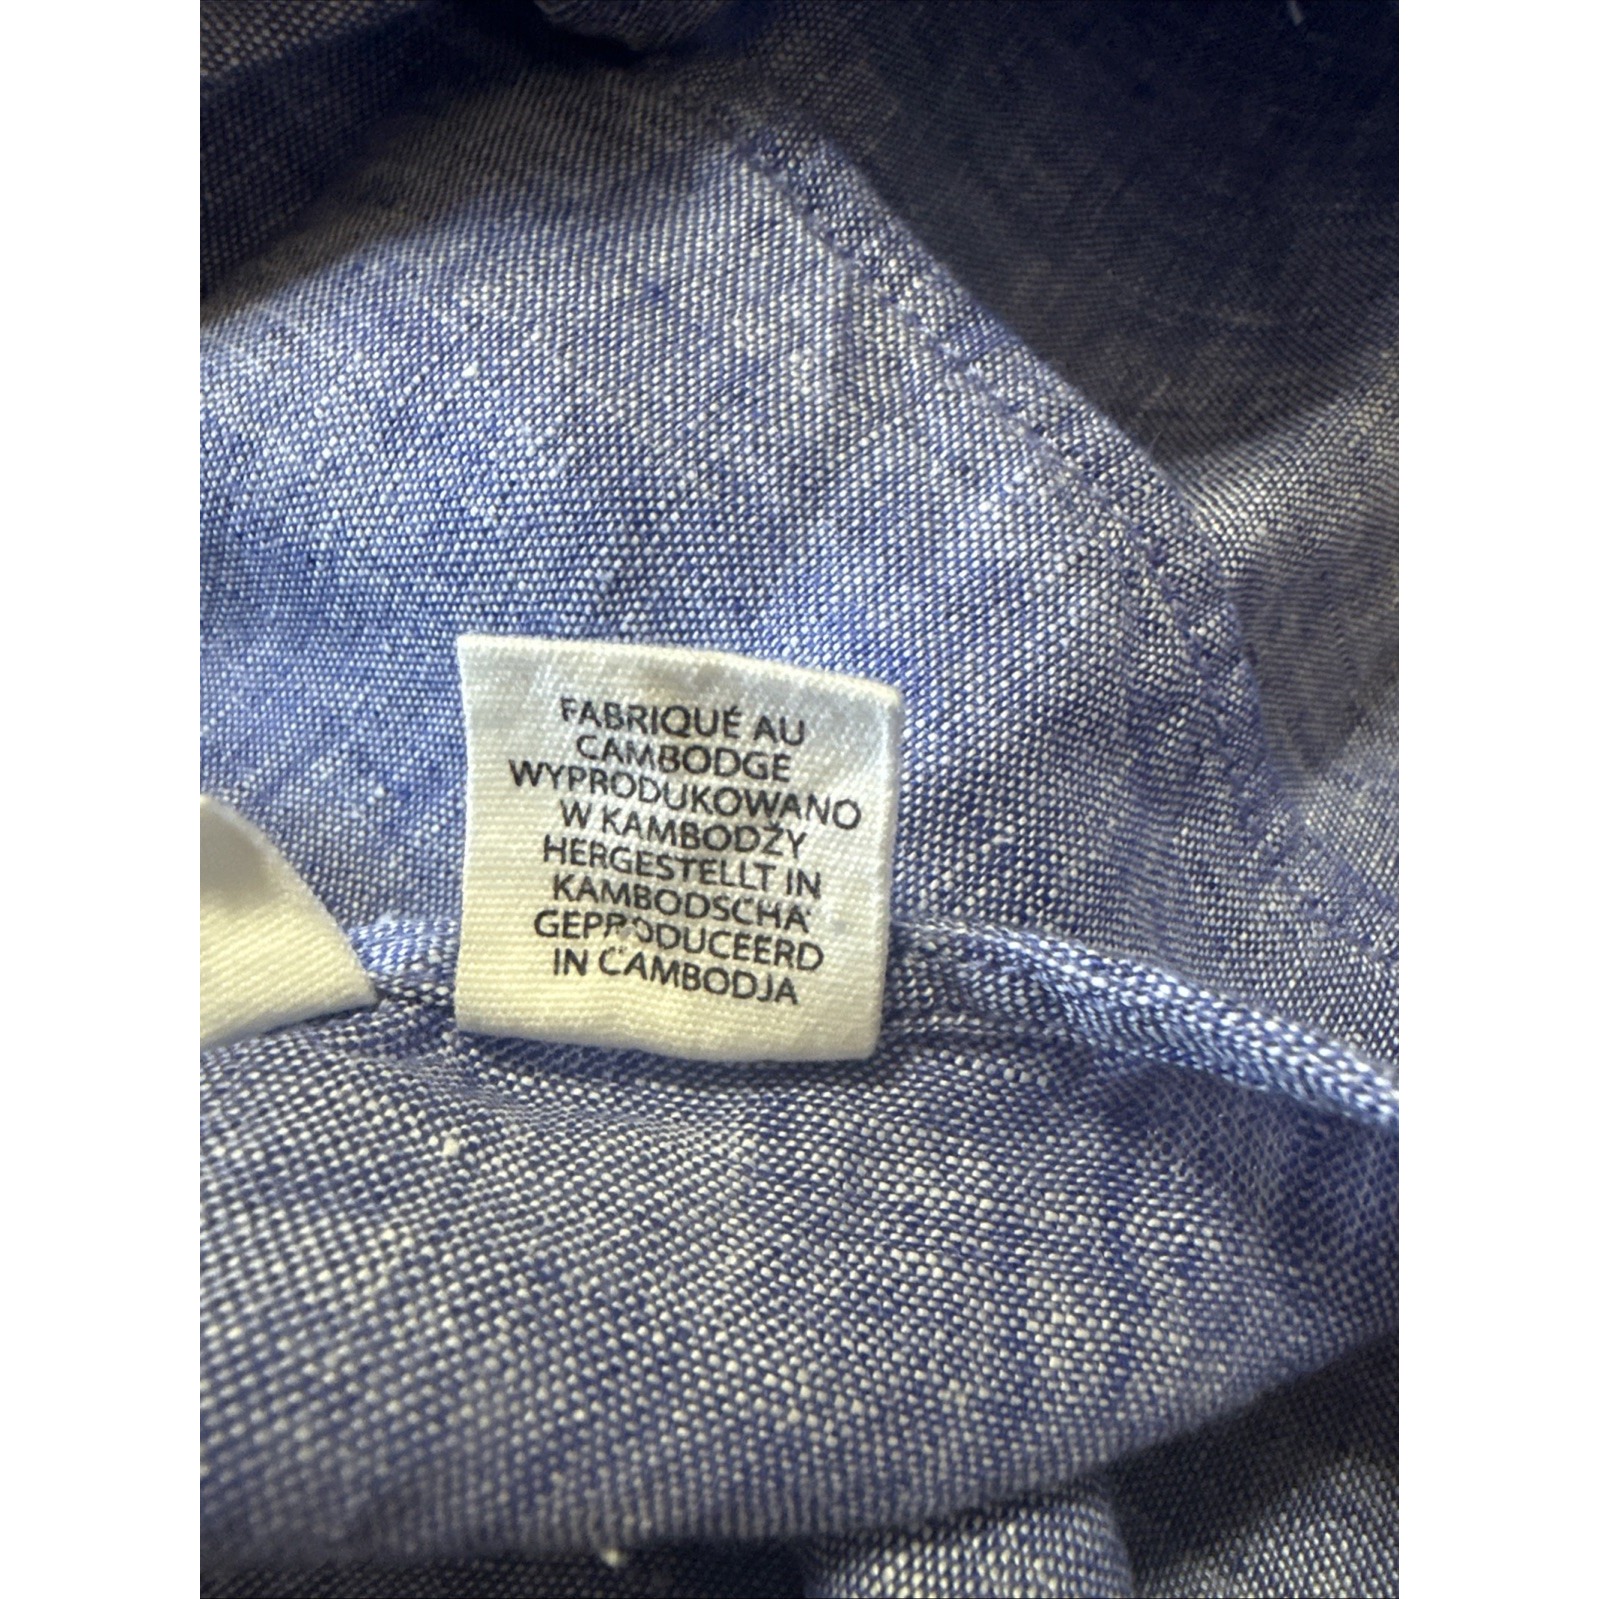 FABRIQUÉ AU
CAMBODGE
WYPRODUKOWANO
W KAMBODŻY
HERGESTELLT IN
KAMBODSCHA
GEPRODUCEERD
IN CAMBODJA